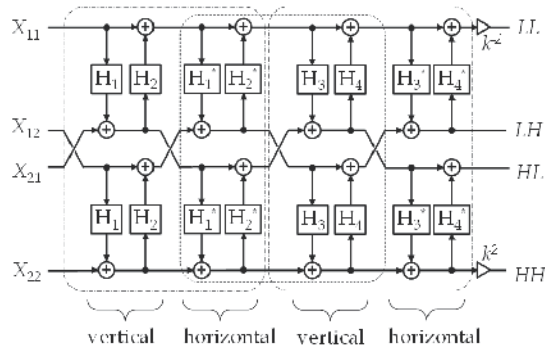 X₁₁ LL
k⁻²
H₁ H₂ H₁* H₂* H₃ H₄ H₃* H₄*
X₁₂ LH
X₂₁ HL
H₁ H₂ H₁* H₂* H₃ H₄ H₃* H₄*
k²
X₂₂ HH
vertical horizontal vertical horizontal